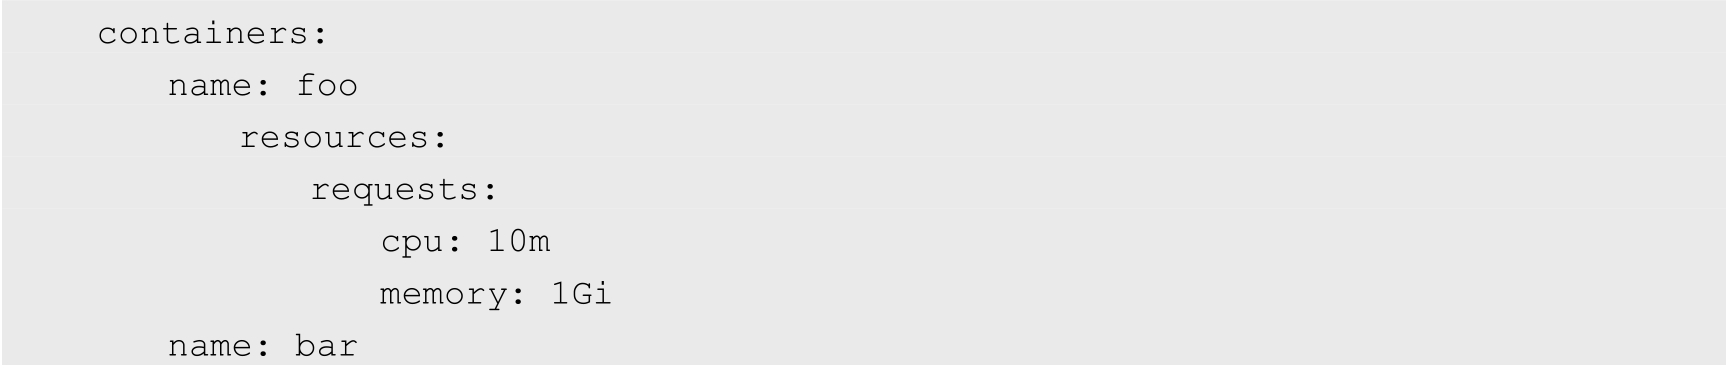 containers:
name: foo
resources:
requests:
cpu: 10m
memory: 1Gi
name: bar